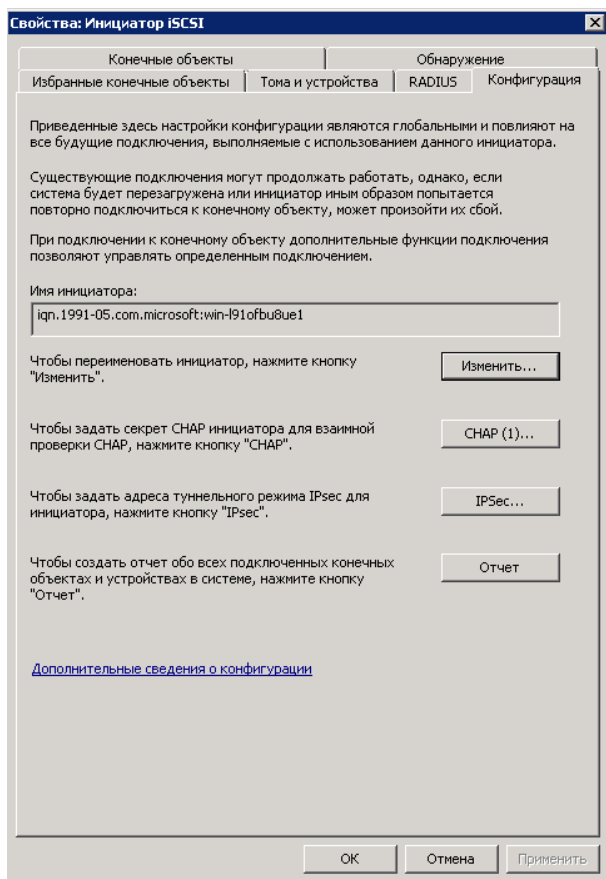 Свойства: Инициатор iSCSI
Конечные объекты
Обнаружение
Избранные конечные объекты
Тома и устройства
RADIUS
Конфигурация
Приведенные здесь настройки конфигурации являются глобальными и повлияют на
все будущие подключения, выполняемые с использованием данного инициатора.
Существующие подключения могут продолжать работать, однако, если
система будет перезагружена или инициатор иным образом попытается
повторно подключиться к конечному объекту, может произойти их сбой.
При подключении к конечному объекту дополнительные функции подключения
позволяют управлять определенным подключением.
Имя инициатора:
iqn.1991-05.com.microsoft:win-l91ofbu8ue1
Чтобы переименовать инициатор, нажмите кнопку
"Изменить".
Изменить...
Чтобы задать секрет CHAP инициатора для взаимной
проверки CHAP, нажмите кнопку "CHAP".
CHAP (1)...
Чтобы задать адреса туннельного режима IPsec для
инициатора, нажмите кнопку "IPsec".
IPSec...
Чтобы создать отчет обо всех подключенных конечных
объектах и устройствах в системе, нажмите кнопку
"Отчет".
Отчет
Дополнительные сведения о конфигурации
ОК
Отмена
Применить